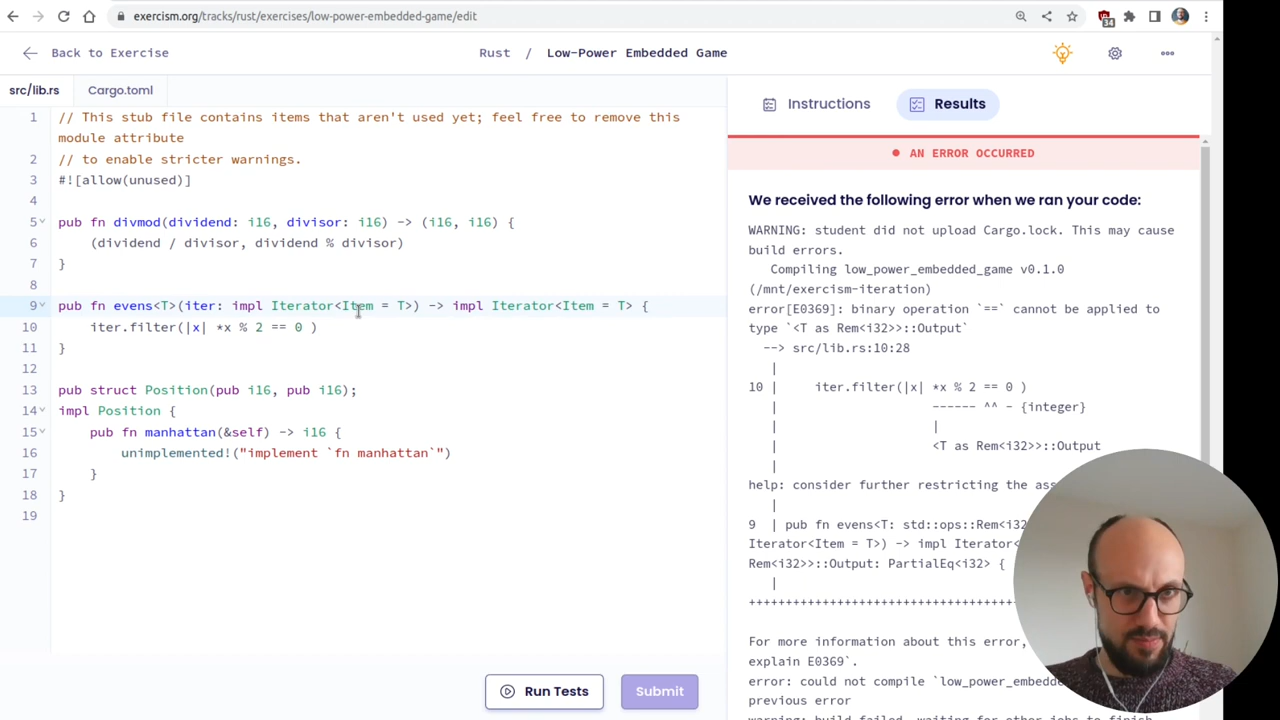 exercism.org/tracks/rust/exercises/low-power-embedded-game/edit
34
Back to Exercise
Rust / Low-Power Embedded Game
src/lib.rs
Cargo.toml
Instructions
Results
1 // This stub file contains items that aren't used yet; feel free to remove this
module attribute
2 // to enable stricter warnings.
3 #![allow(unused)]
4
5 pub fn divmod(dividend: i16, divisor: i16) -> (i16, i16) {
6 (dividend / divisor, dividend % divisor)
7 }
8
9 pub fn evens<T>(iter: impl Iterator<Item = T>) -> impl Iterator<Item = T> {
10 iter.filter(|x| *x % 2 == 0 )
11 }
12
13 pub struct Position(pub i16, pub i16);
14 impl Position {
15 pub fn manhattan(&self) -> i16 {
16 unimplemented!("implement `fn manhattan`")
17 }
18 }
19
Run Tests
Submit
AN ERROR OCCURRED
We received the following error when we ran your code:
WARNING: student did not upload Cargo.lock. This may cause
build errors.
Compiling low_power_embedded_game v0.1.0
(/mnt/exercism-iteration)
error[E0369]: binary operation `==` cannot be applied to
type `<T as Rem<i32>>::Output`
--> src/lib.rs:10:28
|
10 | iter.filter(|x| *x % 2 == 0 )
| ------ ^^ - {integer}
| |
| <T as Rem<i32>>::Output
|
help: consider further restricting the
|
9 | pub fn evens<T: std::ops::
Iterator<Item = T>) -> impl
Rem<i32>>::Output: PartialEq<i32> {
|
++++++++++++++++++++++++++++++++++
For more information about this error,
explain E0369`.
error: could not compile
previous error
warning: build failed, waiting for other jobs to finish